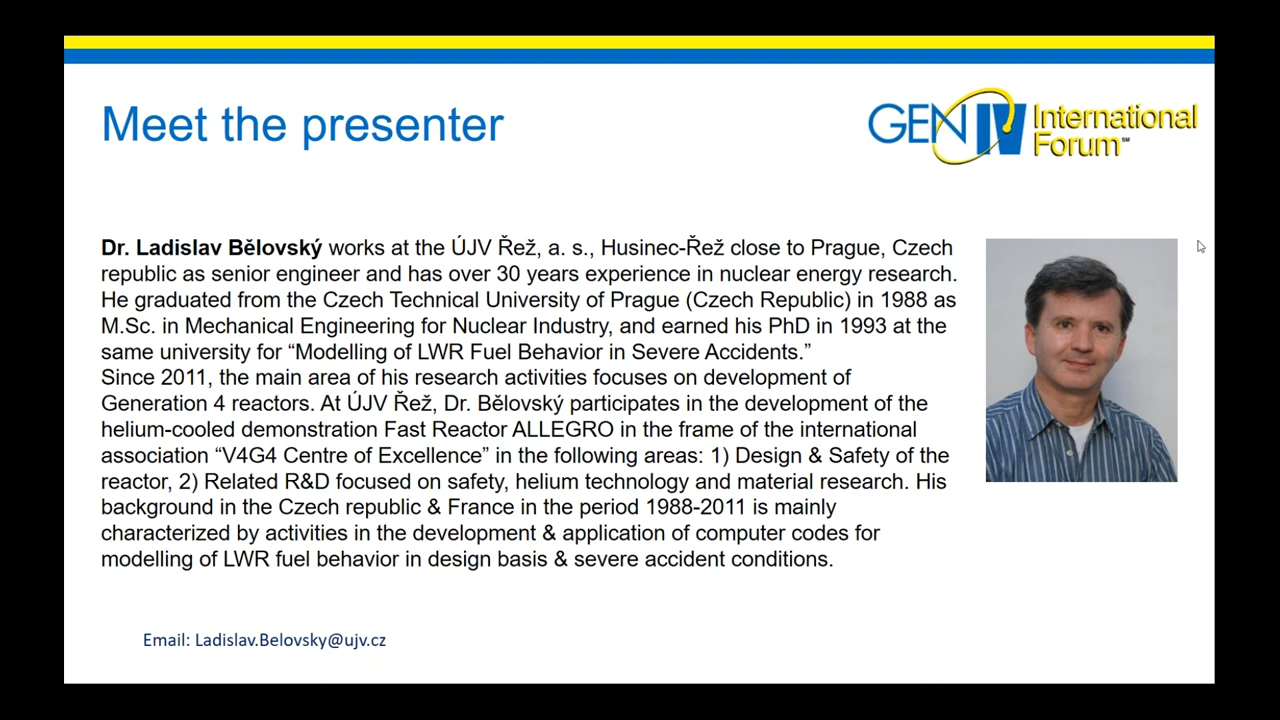 Meet the presenter
GEN IV International
Forum℠
Dr. Ladislav Bělovský works at the ÚJV Řež, a. s., Husinec-Řež close to Prague, Czech
republic as senior engineer and has over 30 years experience in nuclear energy research.
He graduated from the Czech Technical University of Prague (Czech Republic) in 1988 as
M.Sc. in Mechanical Engineering for Nuclear Industry, and earned his PhD in 1993 at the
same university for “Modelling of LWR Fuel Behavior in Severe Accidents.”
Since 2011, the main area of his research activities focuses on development of
Generation 4 reactors. At ÚJV Řež, Dr. Bělovský participates in the development of the
helium-cooled demonstration Fast Reactor ALLEGRO in the frame of the international
association “V4G4 Centre of Excellence” in the following areas: 1) Design & Safety of the
reactor, 2) Related R&D focused on safety, helium technology and material research. His
background in the Czech republic & France in the period 1988-2011 is mainly
characterized by activities in the development & application of computer codes for
modelling of LWR fuel behavior in design basis & severe accident conditions.
Email: Ladislav.Belovsky@ujv.cz